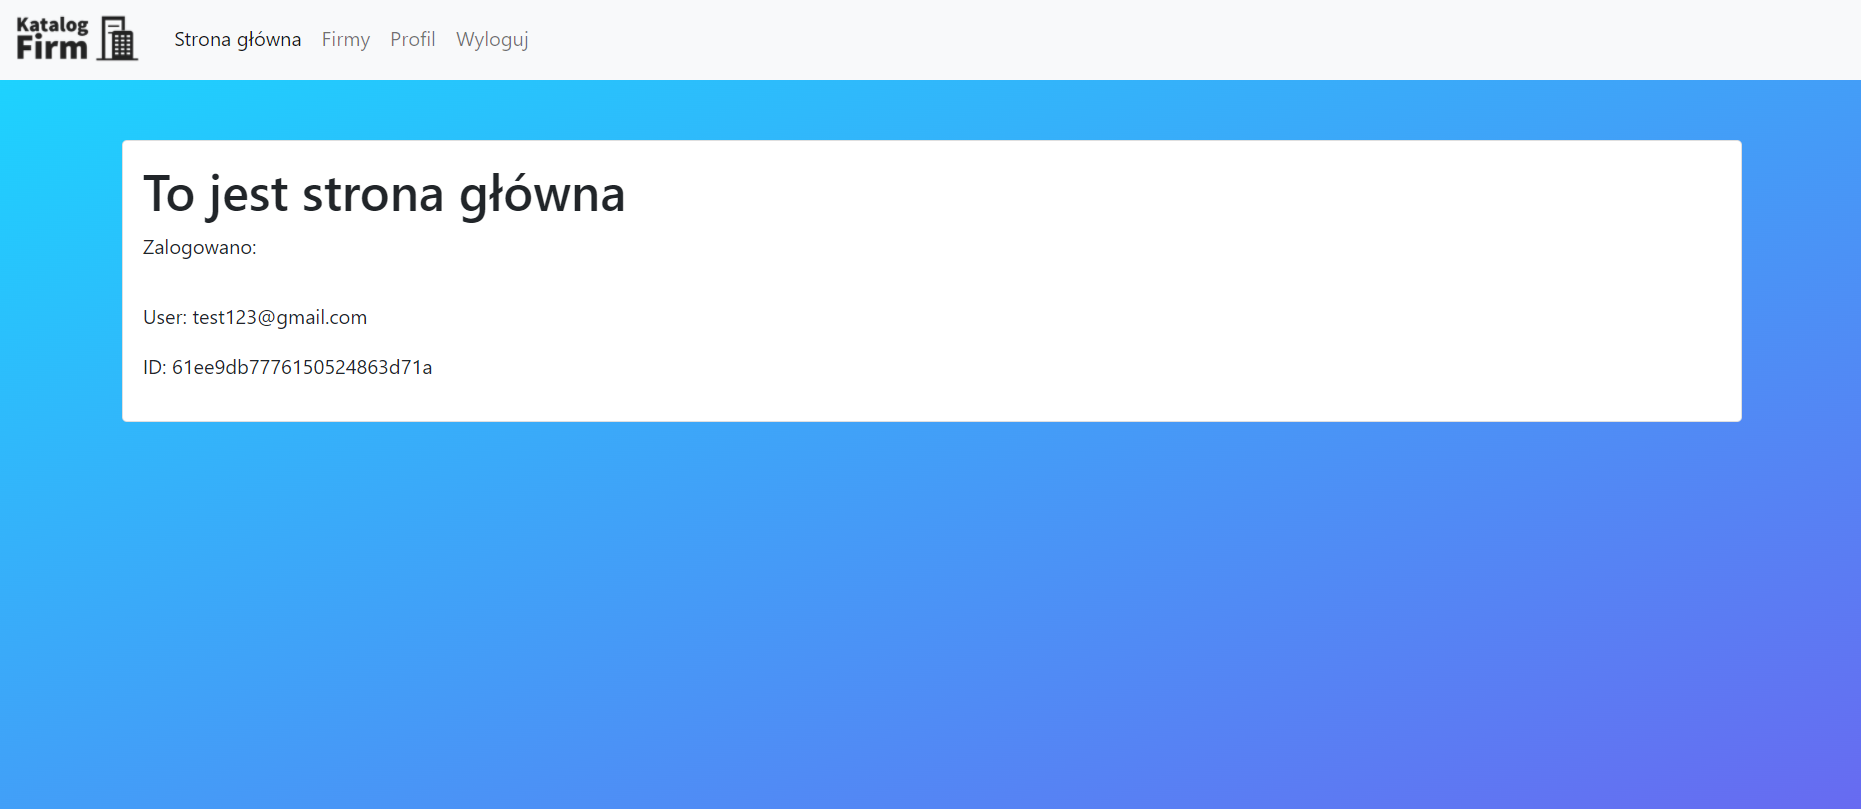 Katalog
Firm
Strona główna Firmy Profil Wyloguj
To jest strona główna
Zalogowano:
User: test123@gmail.com
ID: 61ee9db7776150524863d71a